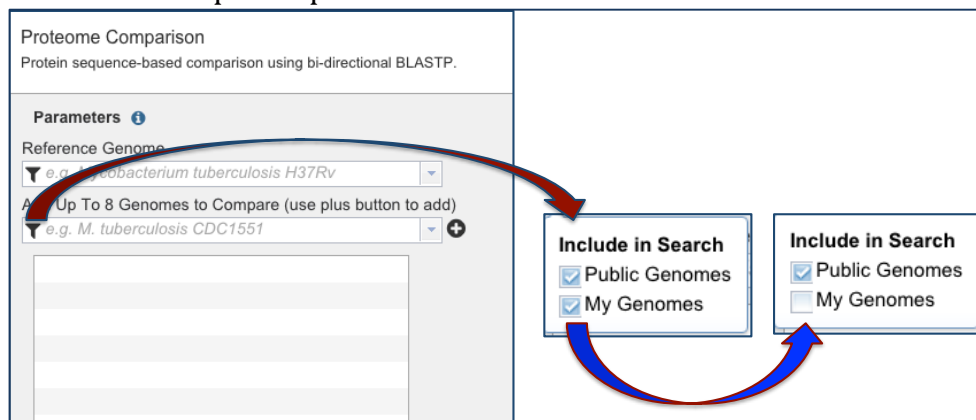 Proteome Comparison
Protein sequence-based comparison using bi-directional BLASTP.
Parameters
Reference Genome
e.g. Mycobacterium tuberculosis H37Rv
Up To 8 Genomes to Compare (use plus button to add)
e.g. M. tuberculosis CDC1551
Include in Search
Public Genomes
My Genomes
Include in Search
Public Genomes
My Genomes